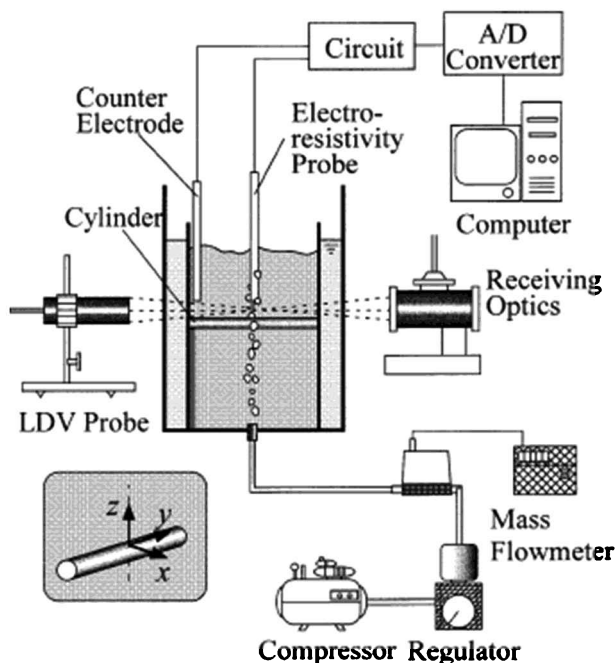 Circuit
A/D
Converter
Counter
Electrode
Electro-
resistivity
Probe
Cylinder
Computer
Receiving
Optics
LDV Probe
z
y
x
Mass
Flowmeter
Compressor Regulator